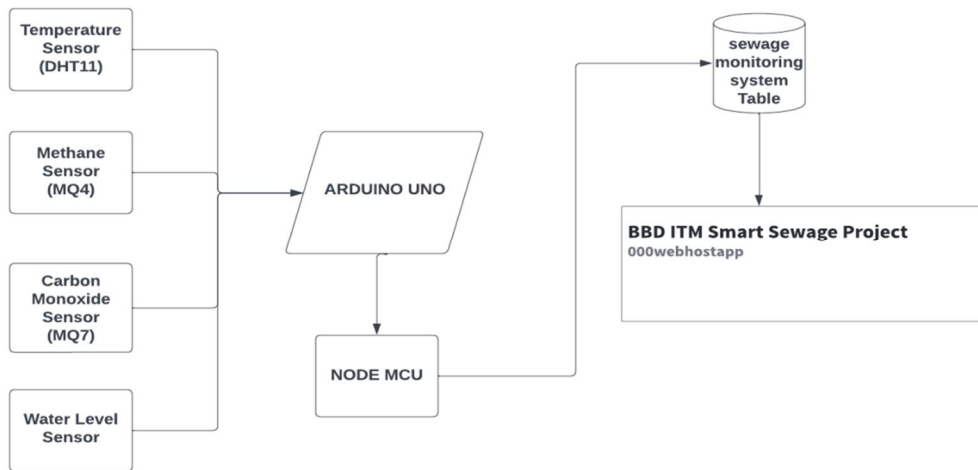 Temperature
Sensor
(DHT11)
Methane
Sensor
(MQ4)
Carbon
Monoxide
Sensor
(MQ7)
Water Level
Sensor
ARDUINO UNO
NODE MCU
sewage
monitoring
system
Table
BBD ITM Smart Sewage Project
000webhostapp